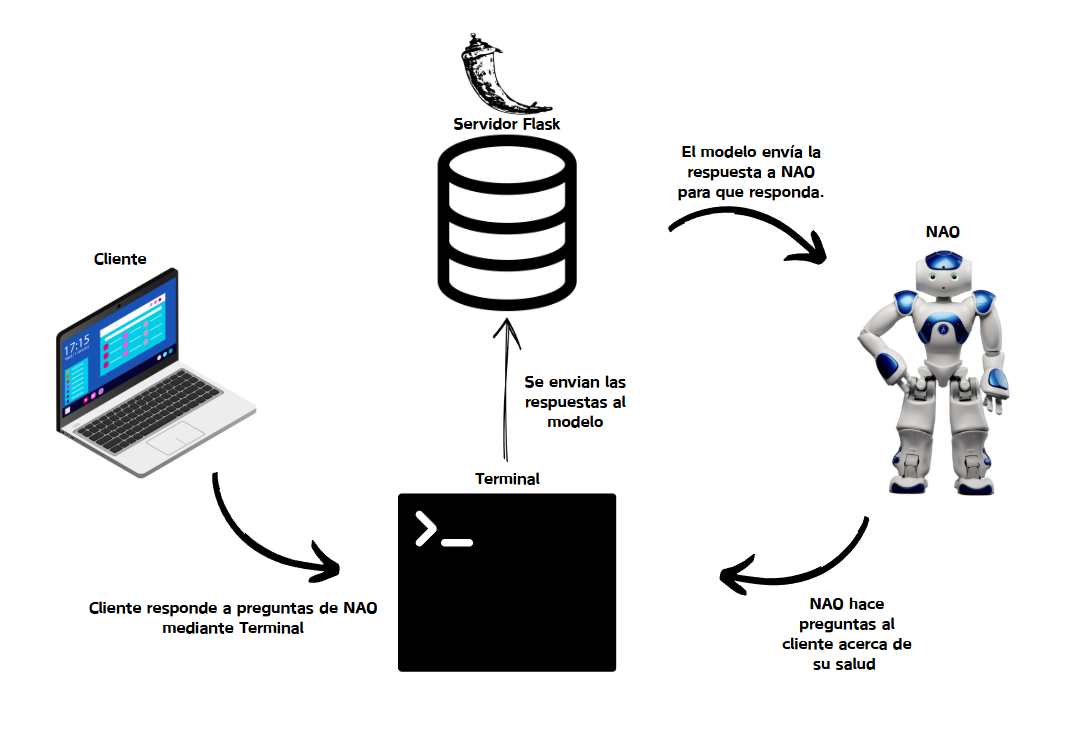 Servidor Flask
El modelo envía la
respuesta a NAO
para que responda.
NAO
Cliente
17:15
Se envian las
respuestas al
modelo
Terminal
Cliente responde a preguntas de NAO
mediante Terminal
NAO hace
preguntas al
cliente acerca de
su salud